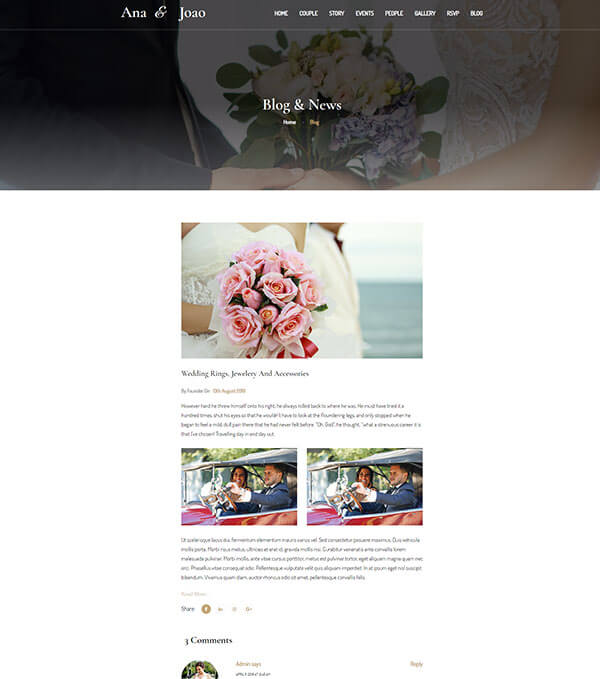 Ana & Joao
HOME COUPLE STORY EVENTS PEOPLE GALLERY RSVP BLOG
Blog & News
Home - Blog
Wedding Rings, Jewelery And Accessories
By Founder On 13th August 2018
However hard he threw himself onto his right, he always rolled back to where he was. He must have tried it a
hundred times, shut his eyes so that he wouldn't have to look at the floundering legs, and only stopped when he
began to feel a mild, dull pain there that he had never felt before. "Oh, God", he thought, "what a strenuous career it is
that I've chosen! Travelling day in and day out.
Ut scelerisque lacus dui, fermentum elementum mauris varius vel. Sed consectetur posuere maximus. Duis vehicula
mollis porta. Morbi risus metus, ultricies et erat id, gravida mollis nisi. Curabitur venenatis ante convallis lorem
malesuada pulvinar. Morbi mollis, ante vitae cursus porttitor, metus est pulvinar tortor, eget aliquam magna quam nec
orci. Phasellus vitae consequat odio. Pellentesque vulputate velit quis aliquam imperdiet. In at ipsum eget nisl suscipit
bibendum. Vivamus quam diam, auctor rhoncus odio sit amet, pellentesque convallis felis.
Read More...
Share:
3 Comments
Admin says Reply